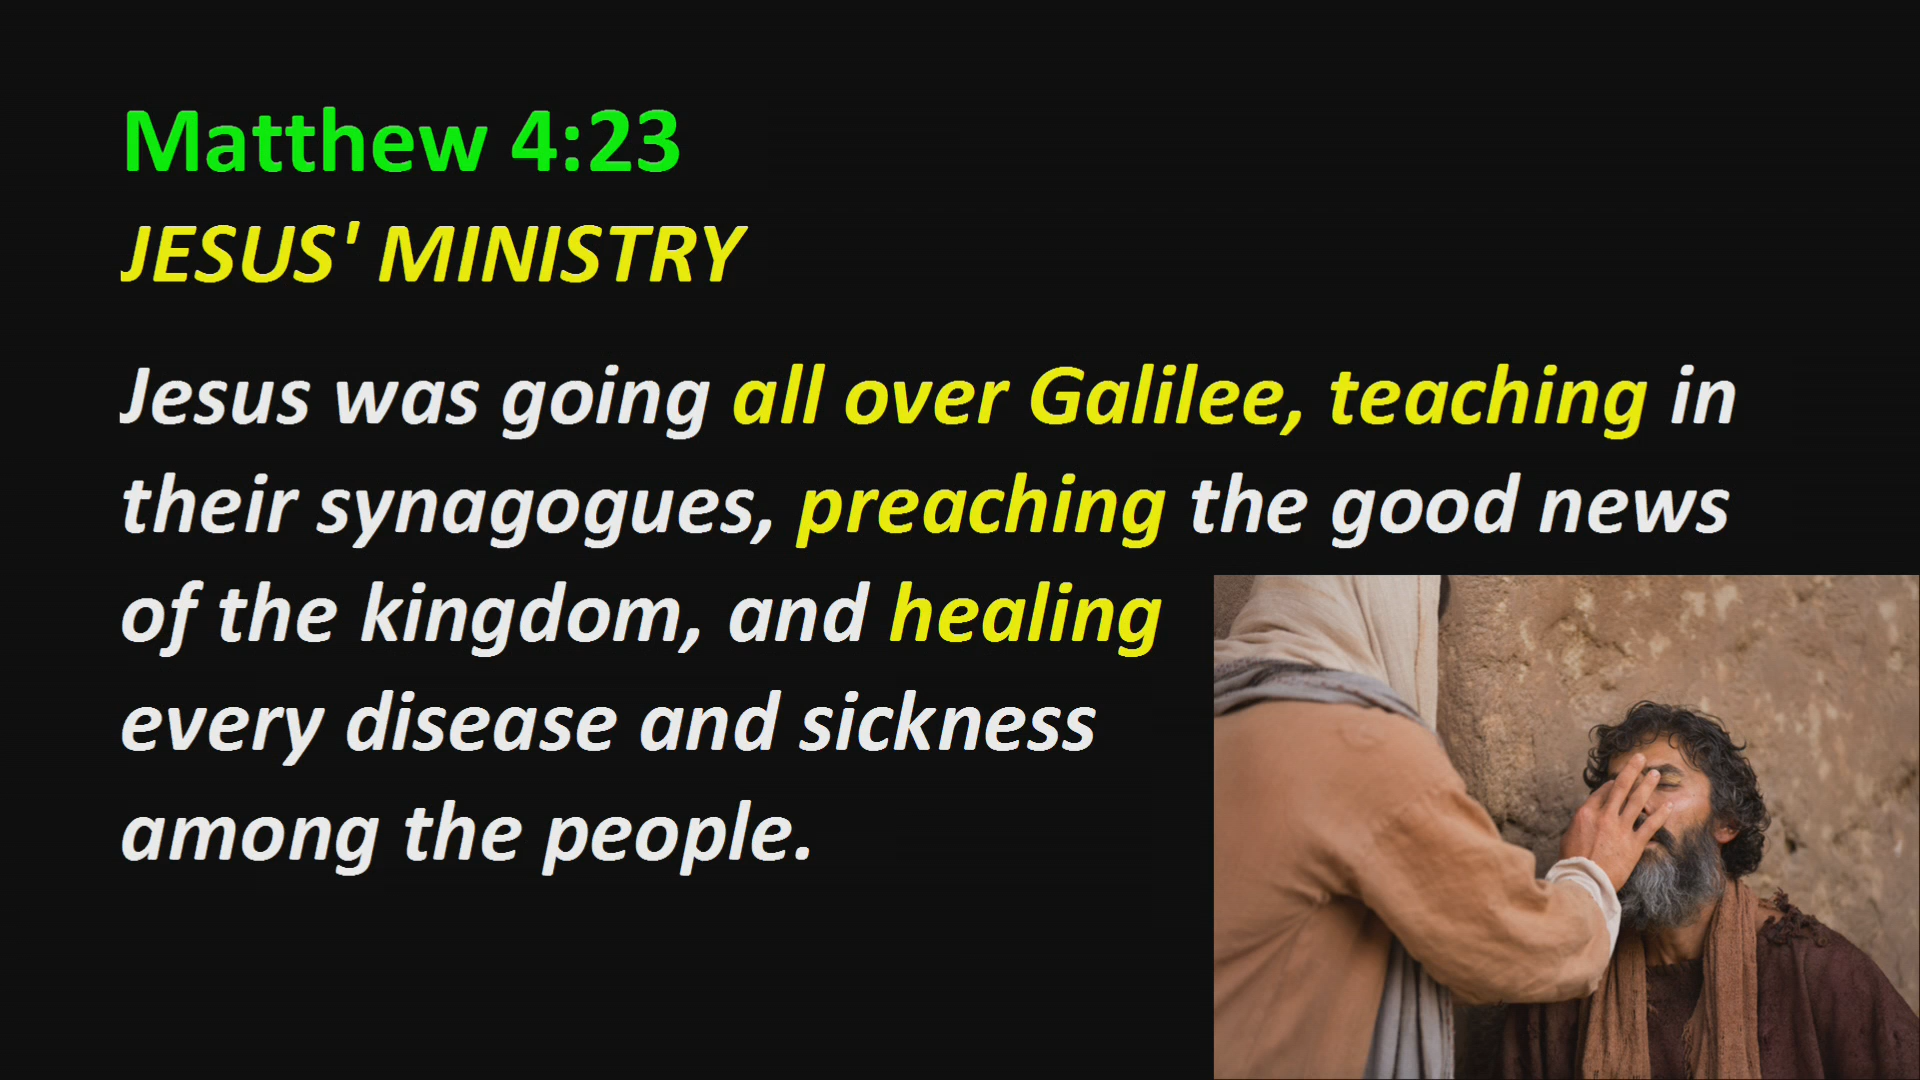 Matthew 4:23
JESUS' MINISTRY
Jesus was going all over Galilee, teaching in
their synagogues, preaching the good news
of the kingdom, and healing
every disease and sickness
among the people.